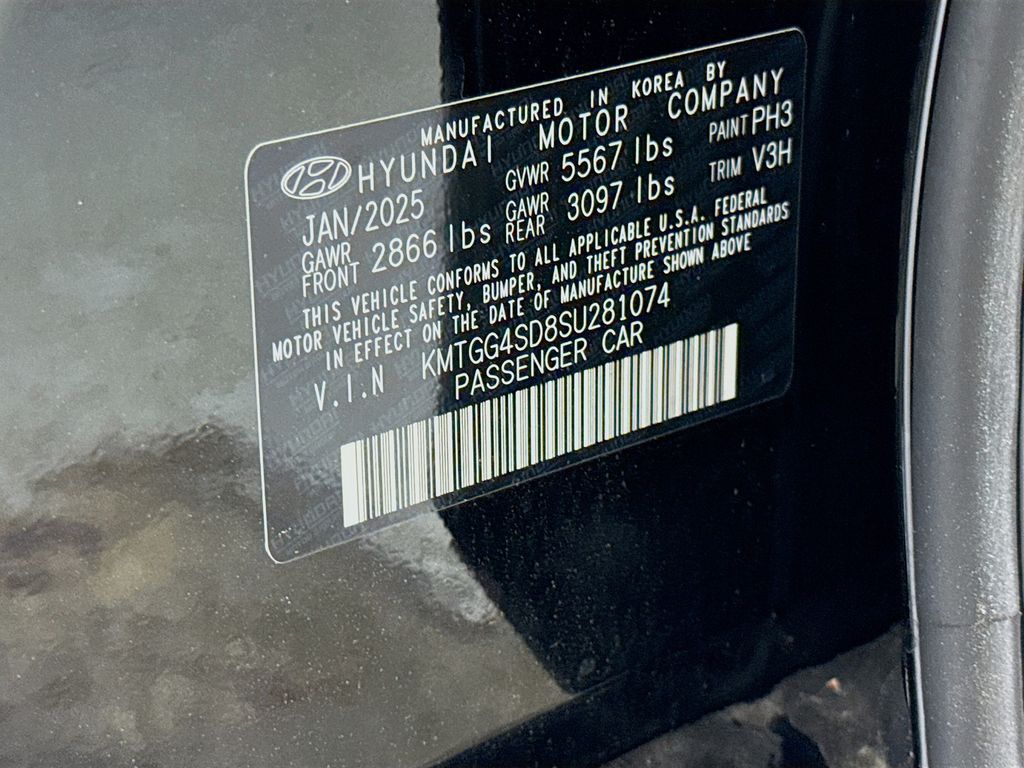 MANUFACTURED IN KOREA BY
HYUNDAI MOTOR COMPANY
JAN/2025 GVWR 5567 lbs PAINT PH3
GAWR FRONT 2866 lbs GAWR REAR 3097 lbs TRIM V3H
THIS VEHICLE CONFORMS TO ALL APPLICABLE U.S.A. FEDERAL
MOTOR VEHICLE SAFETY, BUMPER, AND THEFT PREVENTION STANDARDS
IN EFFECT ON THE DATE OF MANUFACTURE SHOWN ABOVE
V.I.N KMTGG4SD8SU281074
PASSENGER CAR